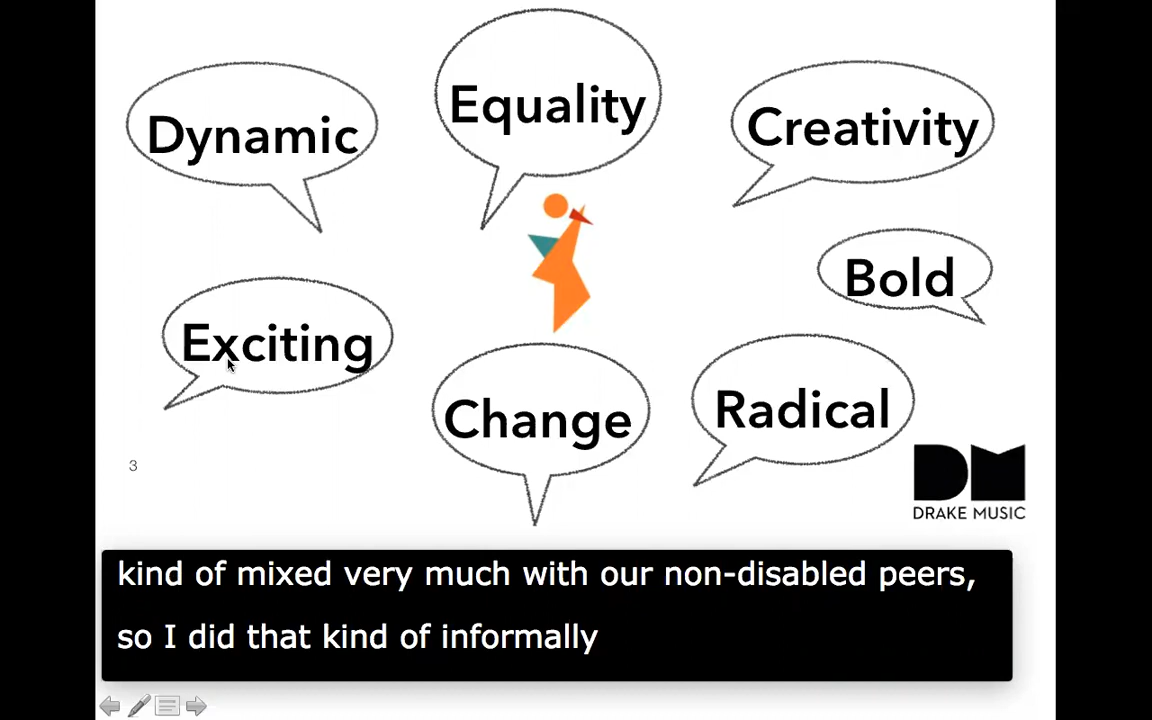 Dynamic
Equality
Creativity
Bold
Exciting
Change
Radical
3
DM
DRAKE MUSIC
kind of mixed very much with our non-disabled peers,
so I did that kind of informally